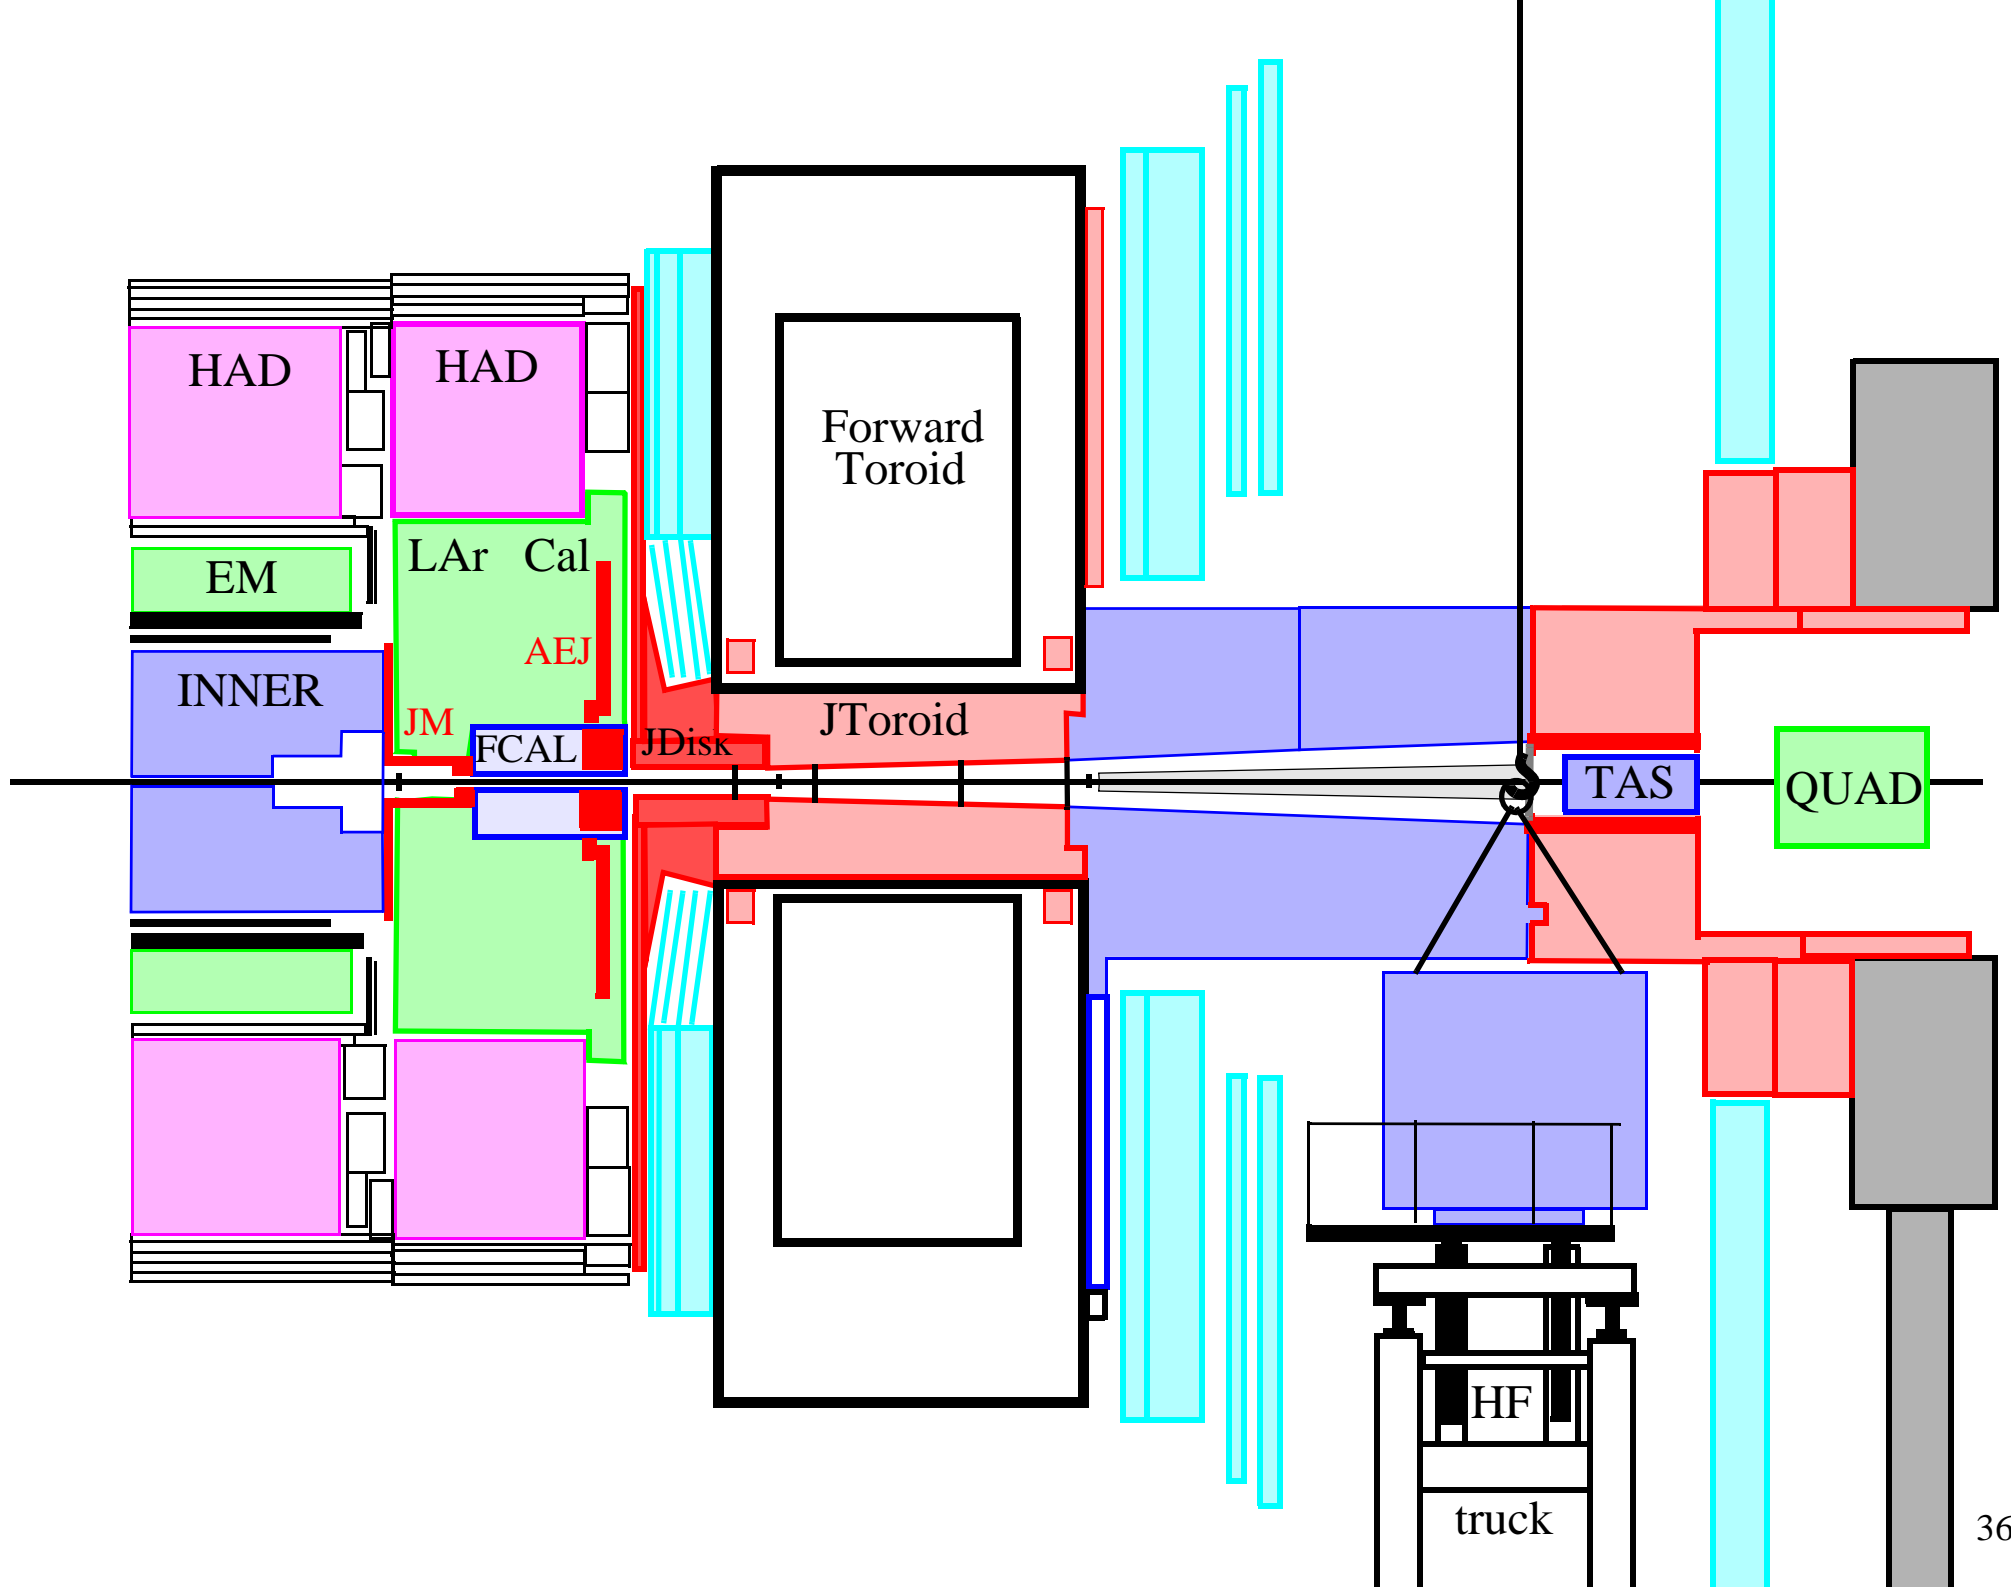 HAD
HAD
Forward
Toroid
LAr Cal
EM
AEJ
INNER
JM
JToroid
FCAL
JDisk
TAS
QUAD
HF
truck
36